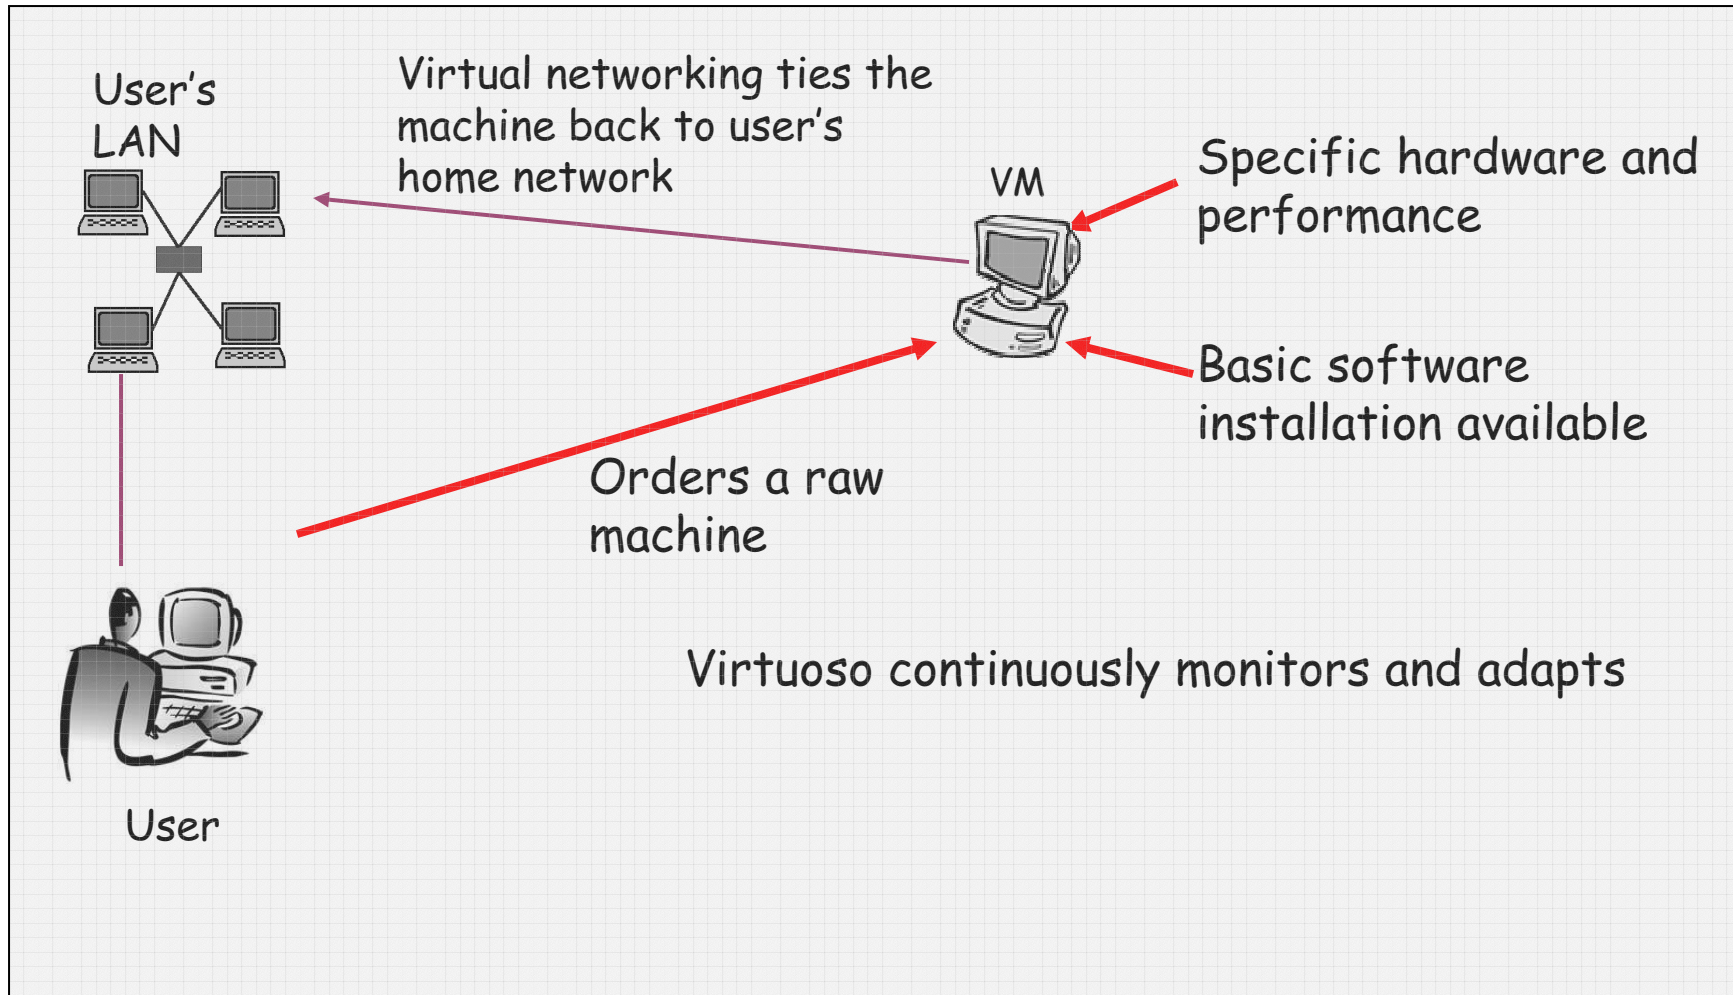 User's
LAN
Virtual networking ties the
machine back to user's
home network
VM
Specific hardware and
performance
Basic software
installation available
Orders a raw
machine
Virtuoso continuously monitors and adapts
User